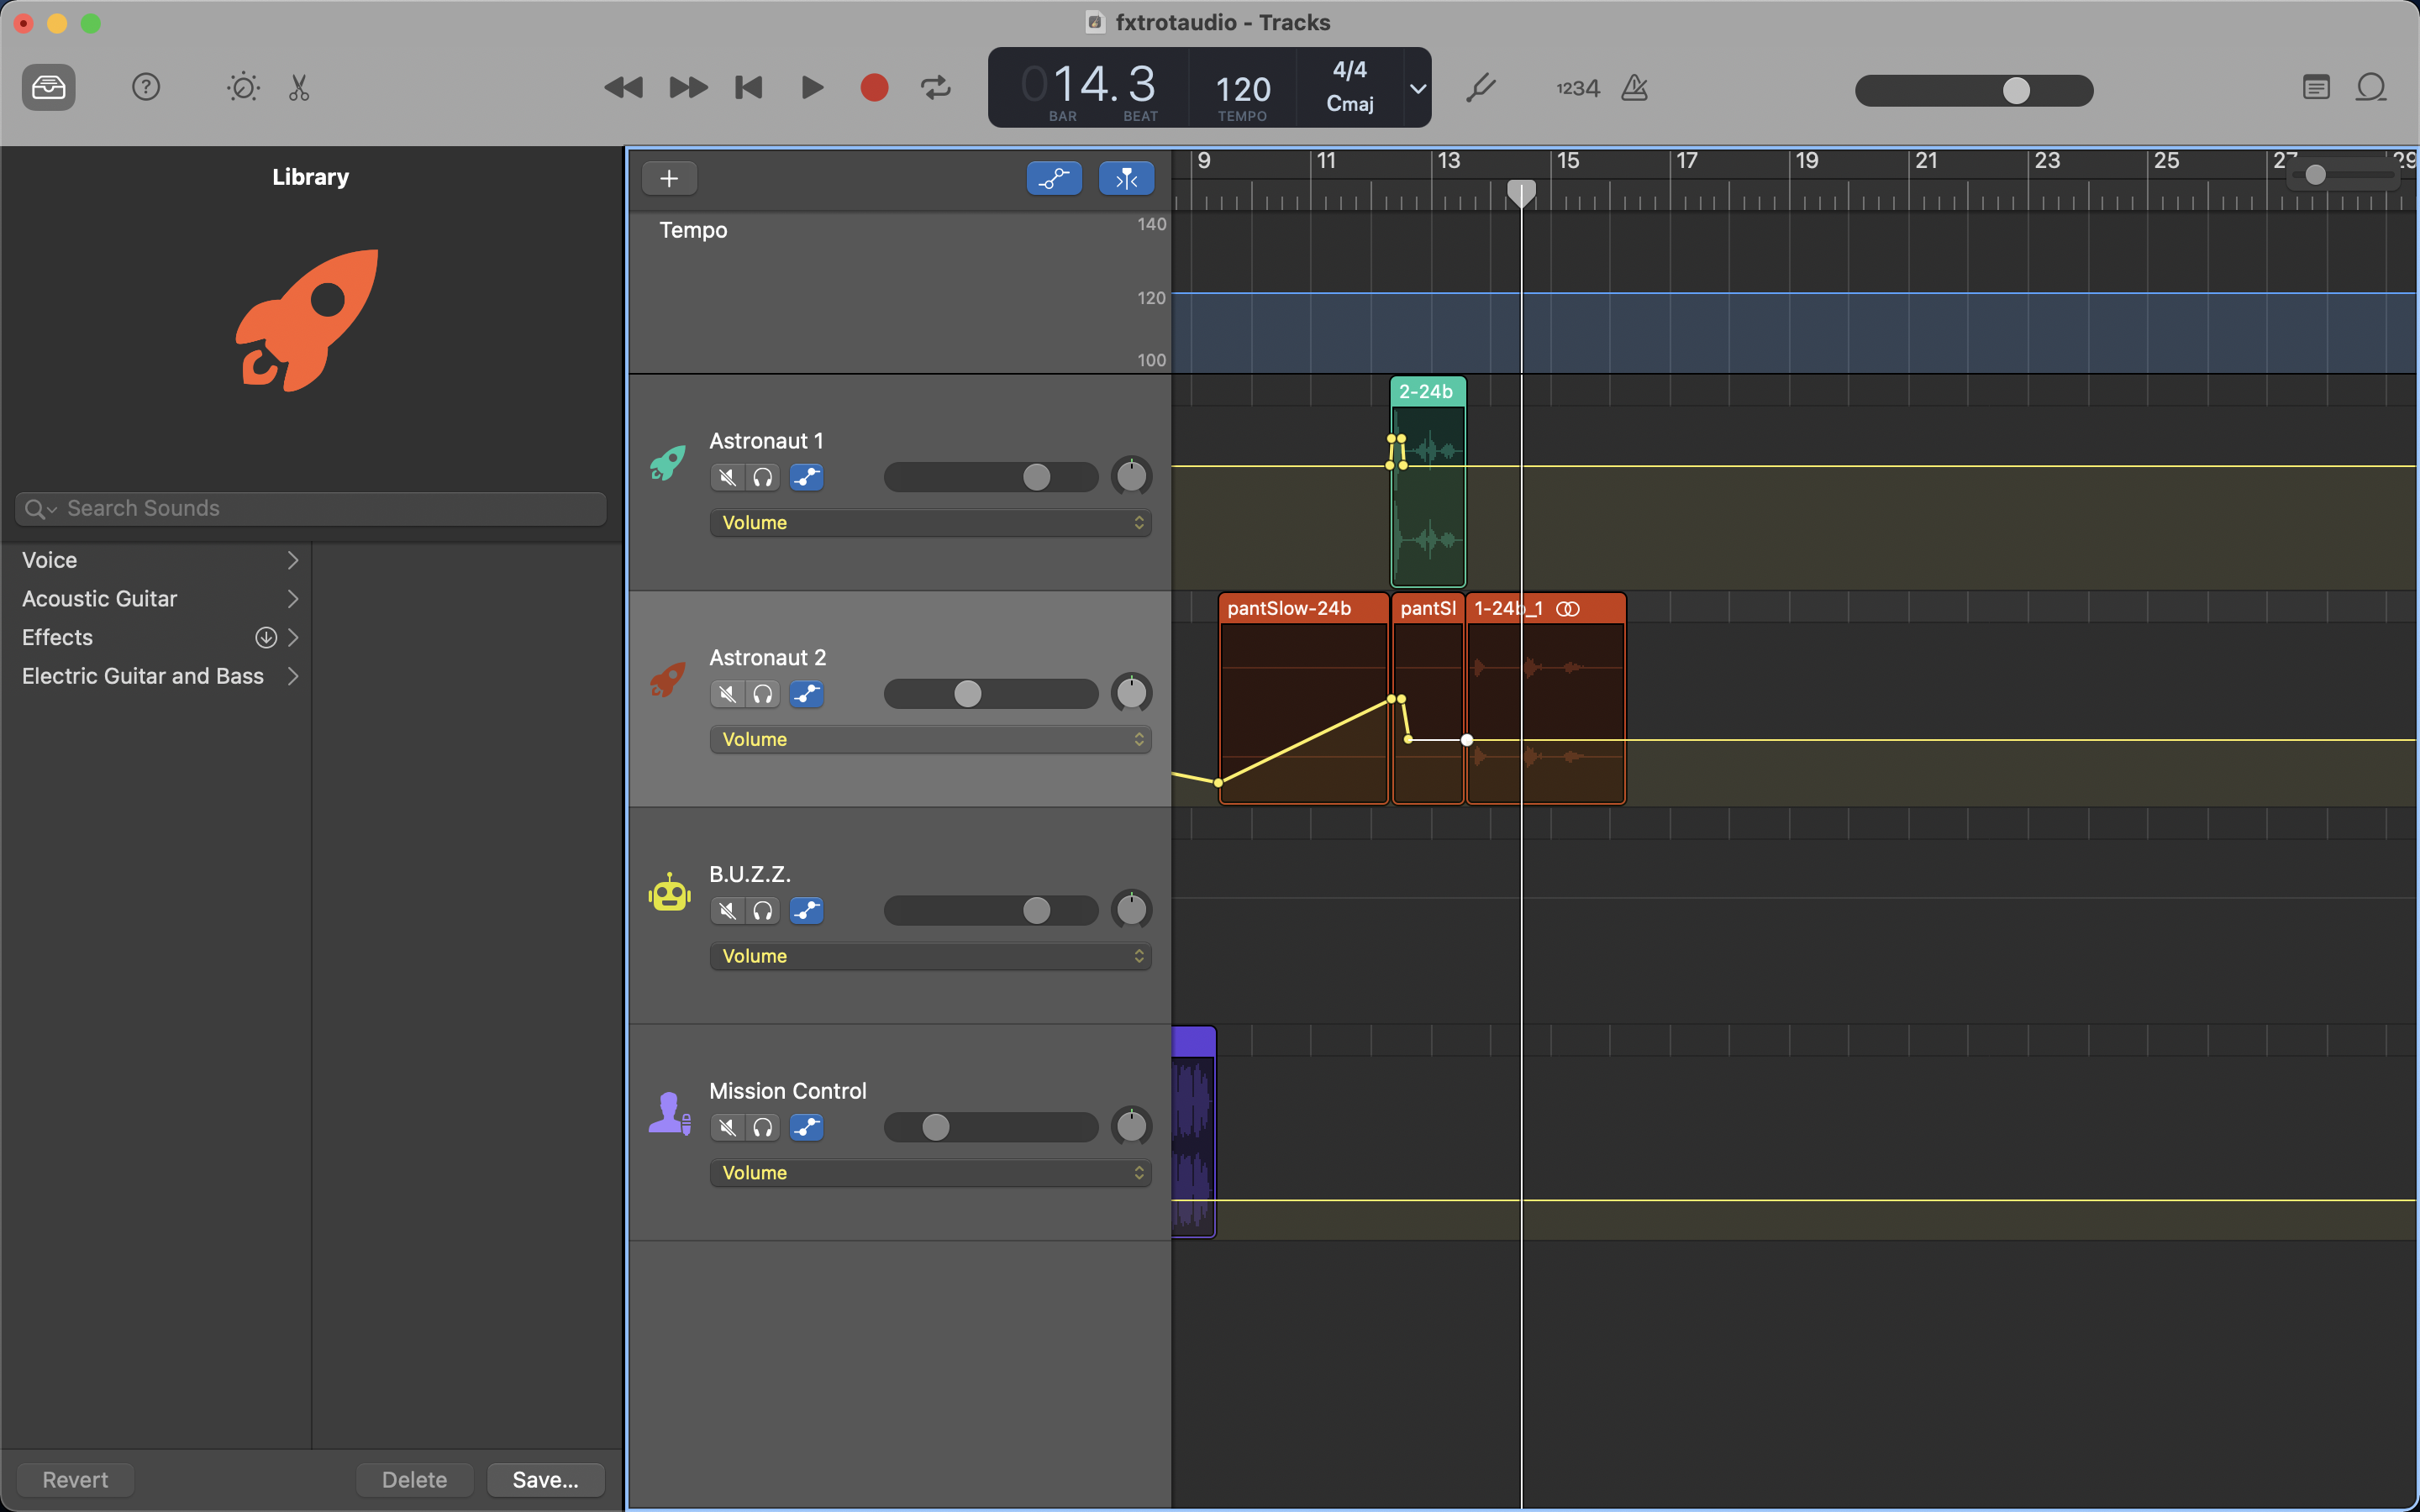 fxtrotaudio - Tracks
014.3
BAR BEAT
120
TEMPO
4/4
Cmaj
1234
Library
Search Sounds
Voice
Acoustic Guitar
Effects
Electric Guitar and Bass
Revert
Delete
Save...
9 11 13 15 17 19 21 23 25 27 29
Tempo
140
120
100
Astronaut 1
Volume
2-24b
Astronaut 2
Volume
pantSlow-24b
pantSl
1-24b_1
B.U.Z.Z.
Volume
Mission Control
Volume